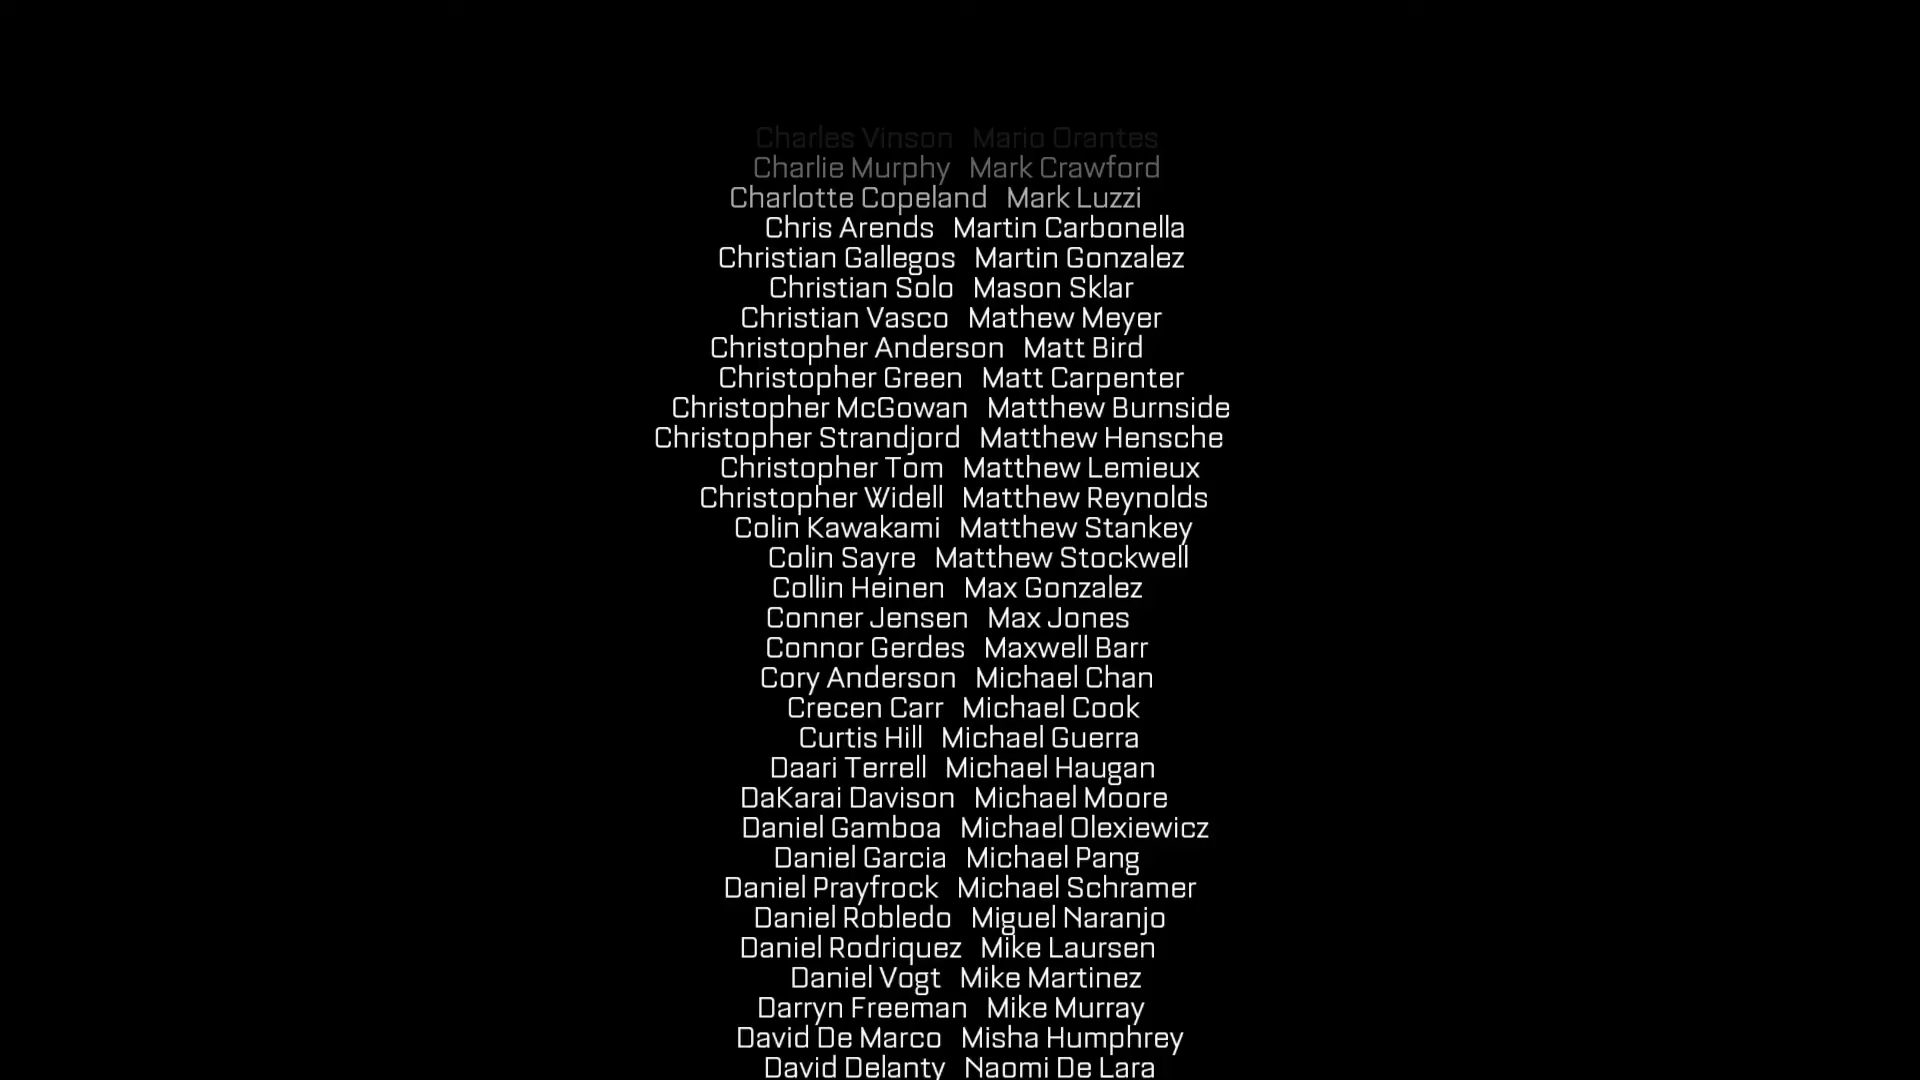 Charles Vinson Mario Orantes
Charlie Murphy Mark Crawford
Charlotte Copeland Mark Luzzi
Chris Arends Martin Carbonella
Christian Gallegos Martin Gonzalez
Christian Solo Mason Sklar
Christian Vasco Mathew Meyer
Christopher Anderson Matt Bird
Christopher Green Matt Carpenter
Christopher McGowan Matthew Burnside
Christopher Strandjord Matthew Hensche
Christopher Tom Matthew Lemieux
Christopher Widell Matthew Reynolds
Colin Kawakami Matthew Stankey
Colin Sayre Matthew Stockwell
Collin Heinen Max Gonzalez
Conner Jensen Max Jones
Connor Gerdes Maxwell Barr
Cory Anderson Michael Chan
Crecen Carr Michael Cook
Curtis Hill Michael Guerra
Daari Terrell Michael Haugan
DaKarai Davison Michael Moore
Daniel Gamboa Michael Olexiewicz
Daniel Garcia Michael Pang
Daniel Prayfrock Michael Schramer
Daniel Robledo Miguel Naranjo
Daniel Rodriquez Mike Laursen
Daniel Vogt Mike Martinez
Darryn Freeman Mike Murray
David De Marco Misha Humphrey
David Delanty Naomi De Lara